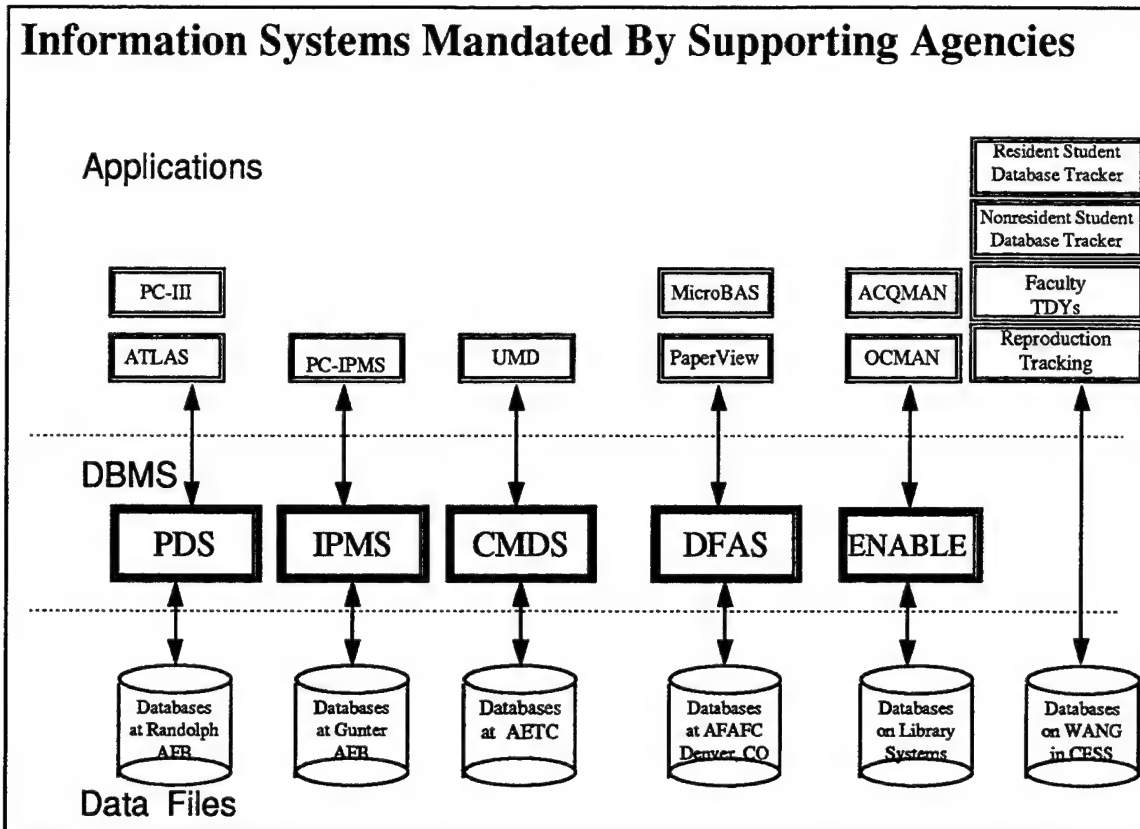 Information Systems Mandated By Supporting Agencies
Applications
Resident Student
Database Tracker
Nonresident Student
Database Tracker
PC-III
MicroBAS
ACQMAN
Faculty
TDYs
ATLAS
PC-IPMS
UMD
PaperView
OCMAN
Reproduction
Tracking
DBMS
PDS
IPMS
CMDS
DFAS
ENABLE
Databases
at Randolph
AFB
Databases
at Gunter
AFB
Databases
at AETC
Databases
at AFAFC
Denver, CO
Databases
on Library
Systems
Databases
on WANG
in CESS
Data Files